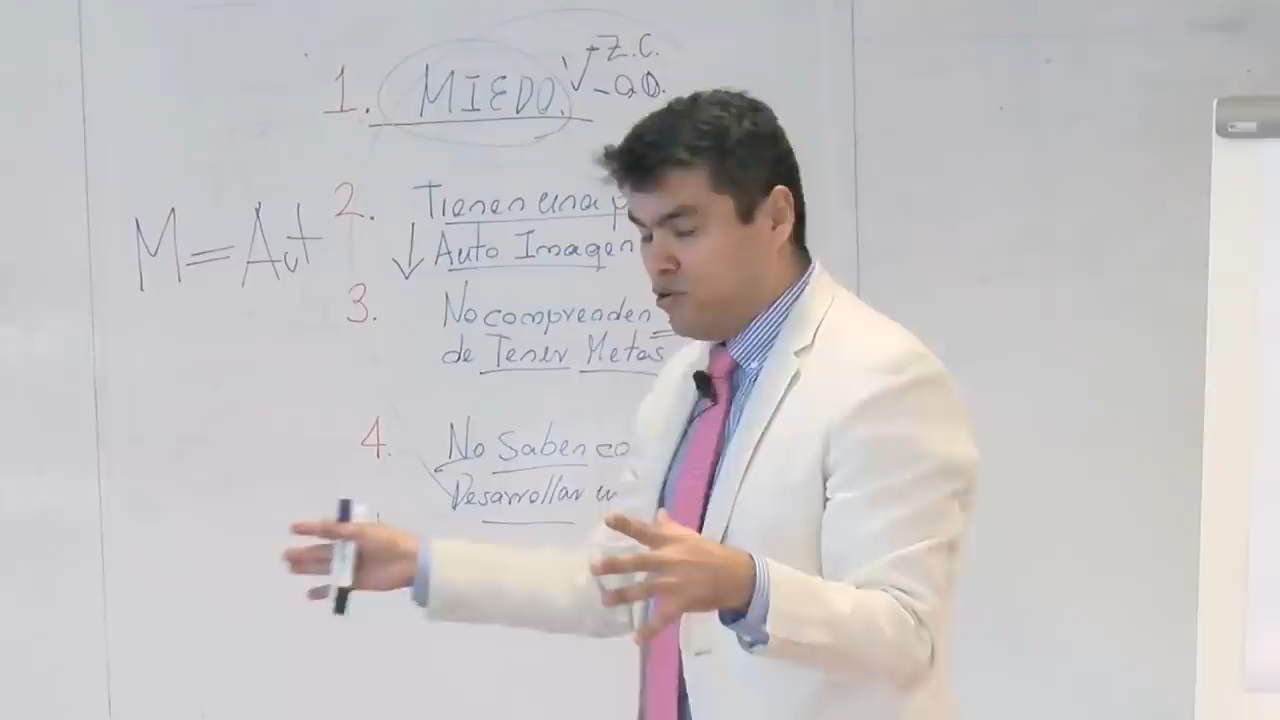 1. MIEDO. +Z.C.
2. Tienen una p
Auto Imagen
M=Aut
3. No comprenden
de Tener Metas
4. No Saben co
Desarrollar u